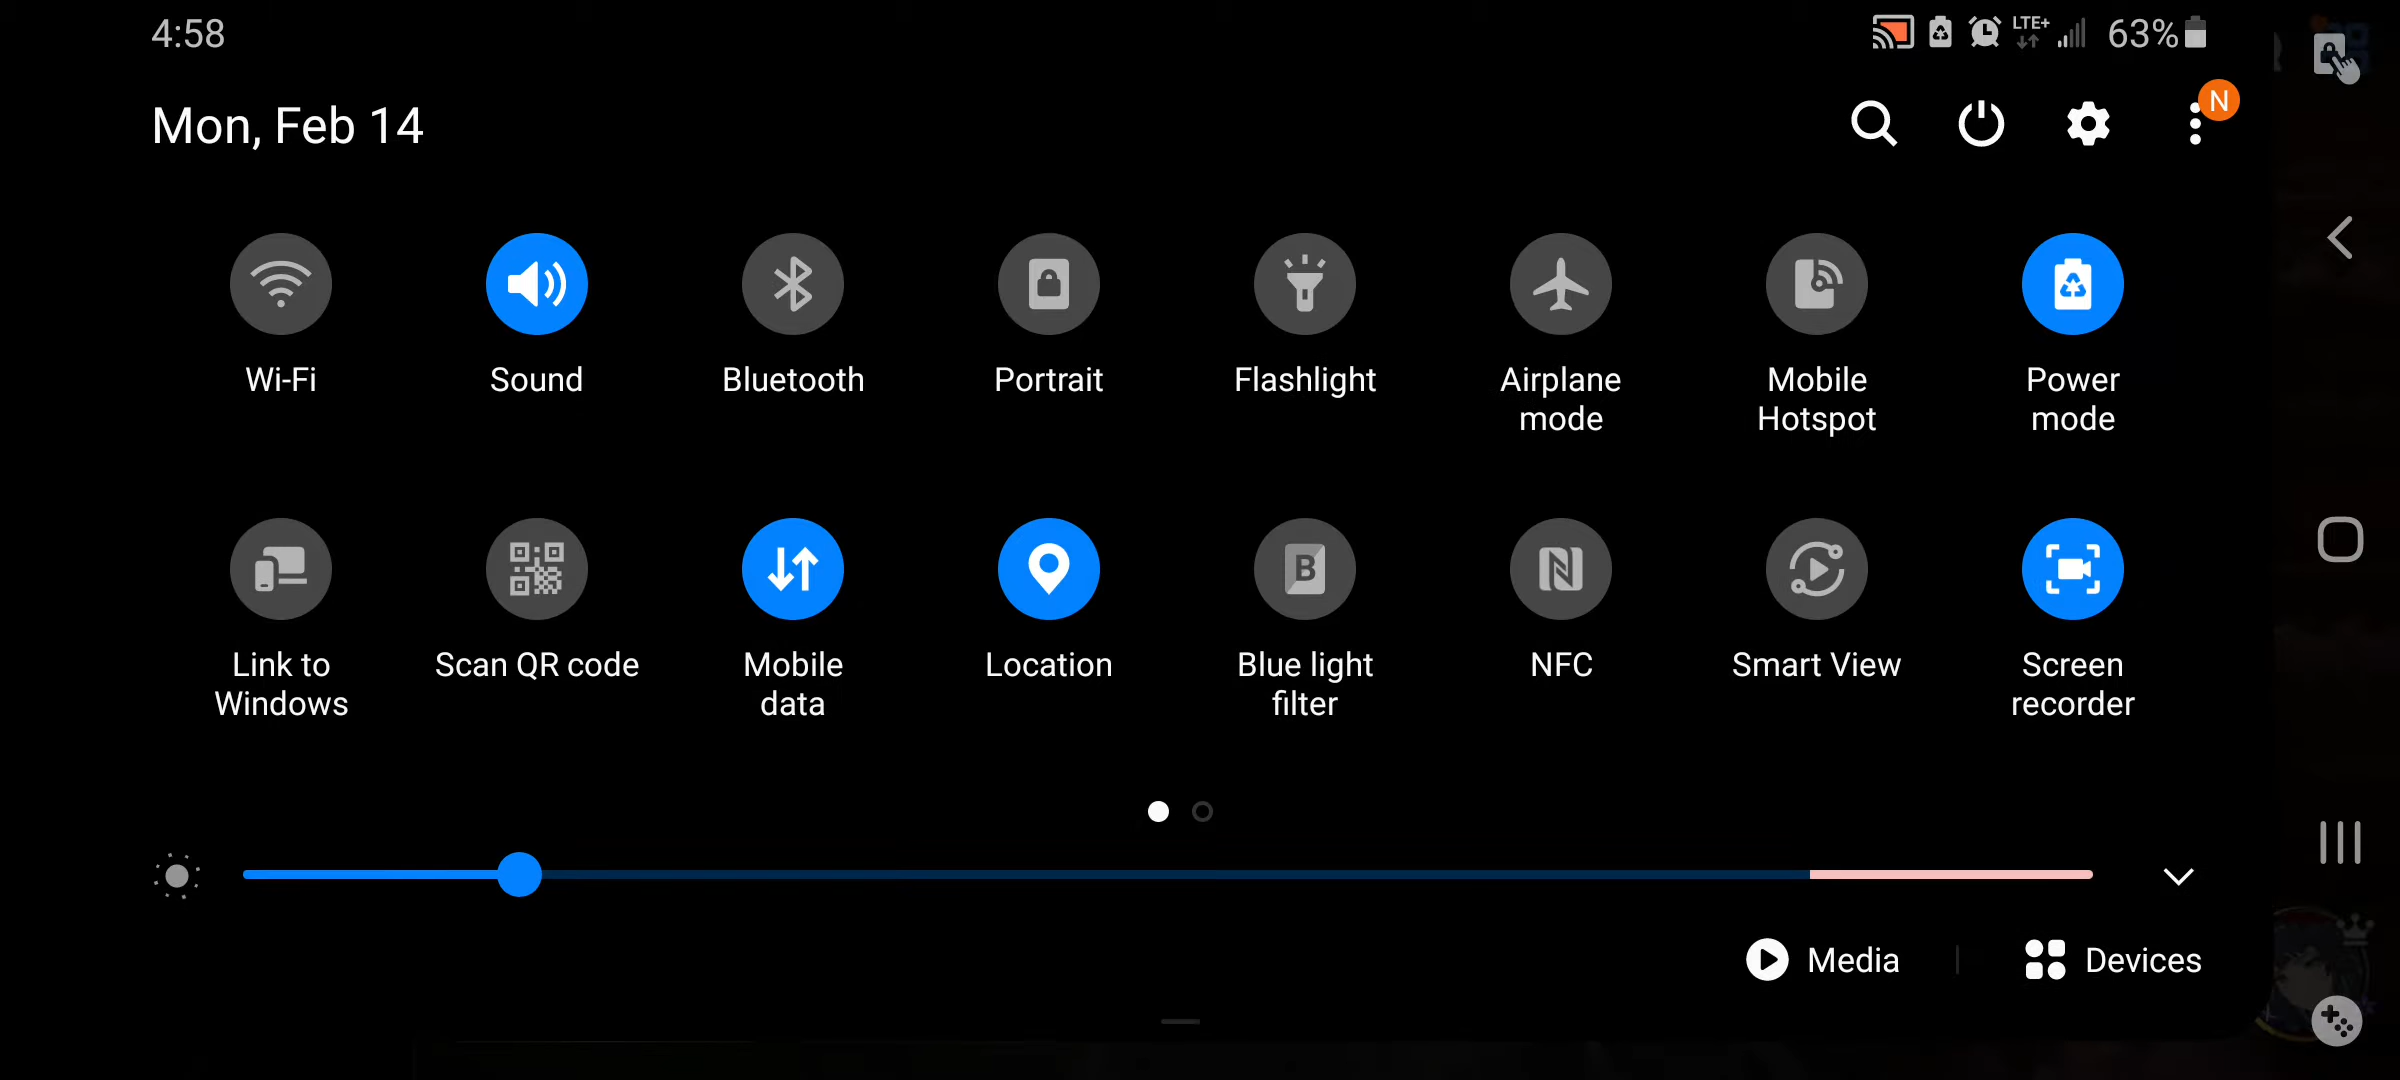 4:58
LTE+
63%
Mon, Feb 14
N
Wi-Fi
Sound
Bluetooth
Portrait
Flashlight
Airplane
mode
Mobile
Hotspot
Power
mode
Link to
Windows
Scan QR code
Mobile
data
Location
B
Blue light
filter
NFC
Smart View
Screen
recorder
Media
Devices